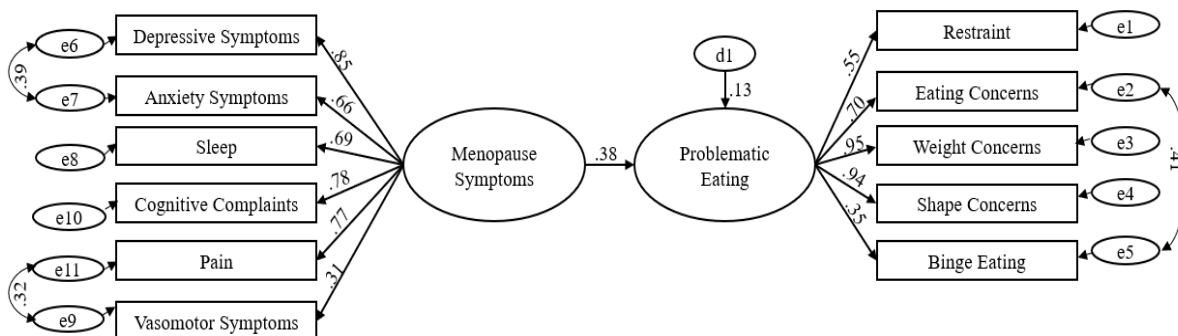 e6
Depressive Symptoms
.85
.39
e7
Anxiety Symptoms
.66
e8
Sleep
.69
e10
Cognitive Complaints
.78
e11
Pain
.77
.32
e9
Vasomotor Symptoms
.31
Menopause
Symptoms
.38
d1
.13
Problematic
Eating
.55
Restraint
e1
.70
Eating Concerns
e2
.95
Weight Concerns
e3
.41
.94
Shape Concerns
e4
.35
Binge Eating
e5